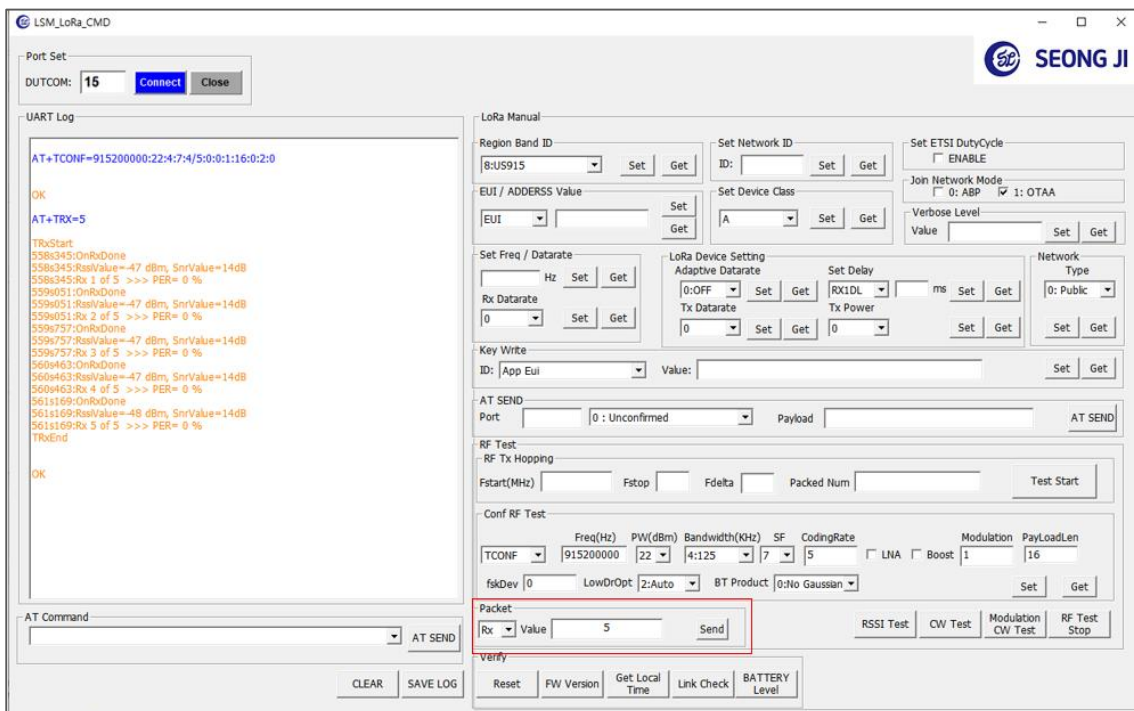 LSM_LoRa_CMD
SEONG JI
Port Set
DUTCOM: 15 Connect Close
UART Log
AT+TCONF=915200000:22:4:7:4/5:0:0:1:16:0:2:0
OK
AT+TRX=5
TRxStart
558s345:OnRxDone
558s345:RssiValue=-47 dBm, SnrValue=14dB
558s345:Rx 1 of 5 >>> PER= 0 %
559s051:OnRxDone
559s051:RssiValue=-47 dBm, SnrValue=14dB
559s051:Rx 2 of 5 >>> PER= 0 %
559s757:OnRxDone
559s757:RssiValue=-47 dBm, SnrValue=14dB
559s757:Rx 3 of 5 >>> PER= 0 %
560s463:OnRxDone
560s463:RssiValue=-47 dBm, SnrValue=14dB
560s463:Rx 4 of 5 >>> PER= 0 %
561s169:OnRxDone
561s169:RssiValue=-48 dBm, SnrValue=14dB
561s169:Rx 5 of 5 >>> PER= 0 %
TRxEnd
OK
AT Command
AT SEND
CLEAR SAVE LOG
LoRa Manual
Region Band ID
8:US915 Set Get
Set Network ID
ID: Set Get
Set ETSI DutyCycle
ENABLE
Join Network Mode
0: ABP 1: OTAA
EUI / ADDERSS Value
EUI Set
Get
Set Device Class
A Set Get
Verbose Level
Value Set Get
Set Freq / Datarate
Hz Set Get
Rx Datarate
0 Set Get
LoRa Device Setting
Adaptive Datarate Set Delay
0:OFF Set Get RX1DL ms Set Get
Tx Datarate Tx Power
0 Set Get 0 Set Get
Network
Type
0: Public
Set Get
Key Write
ID: App Eui Value: Set Get
AT SEND
Port 0 : Unconfirmed Payload AT SEND
RF Test
RF Tx Hopping
Fstart(MHz) Fstop Fdelta Packed Num Test Start
Conf RF Test
Freq(Hz) PW(dBm) Bandwidth(KHz) SF CodingRate Modulation PayLoadLen
TCONF 915200000 22 4:125 7 5 LNA Boost 1 16
fskDev 0 LowDrOpt 2:Auto BT Product 0:No Gaussian Set Get
Packet
Rx Value 5 Send
RSSI Test CW Test Modulation CW Test RF Test Stop
Verify
Reset FW Version Get Local Time Link Check BATTERY Level